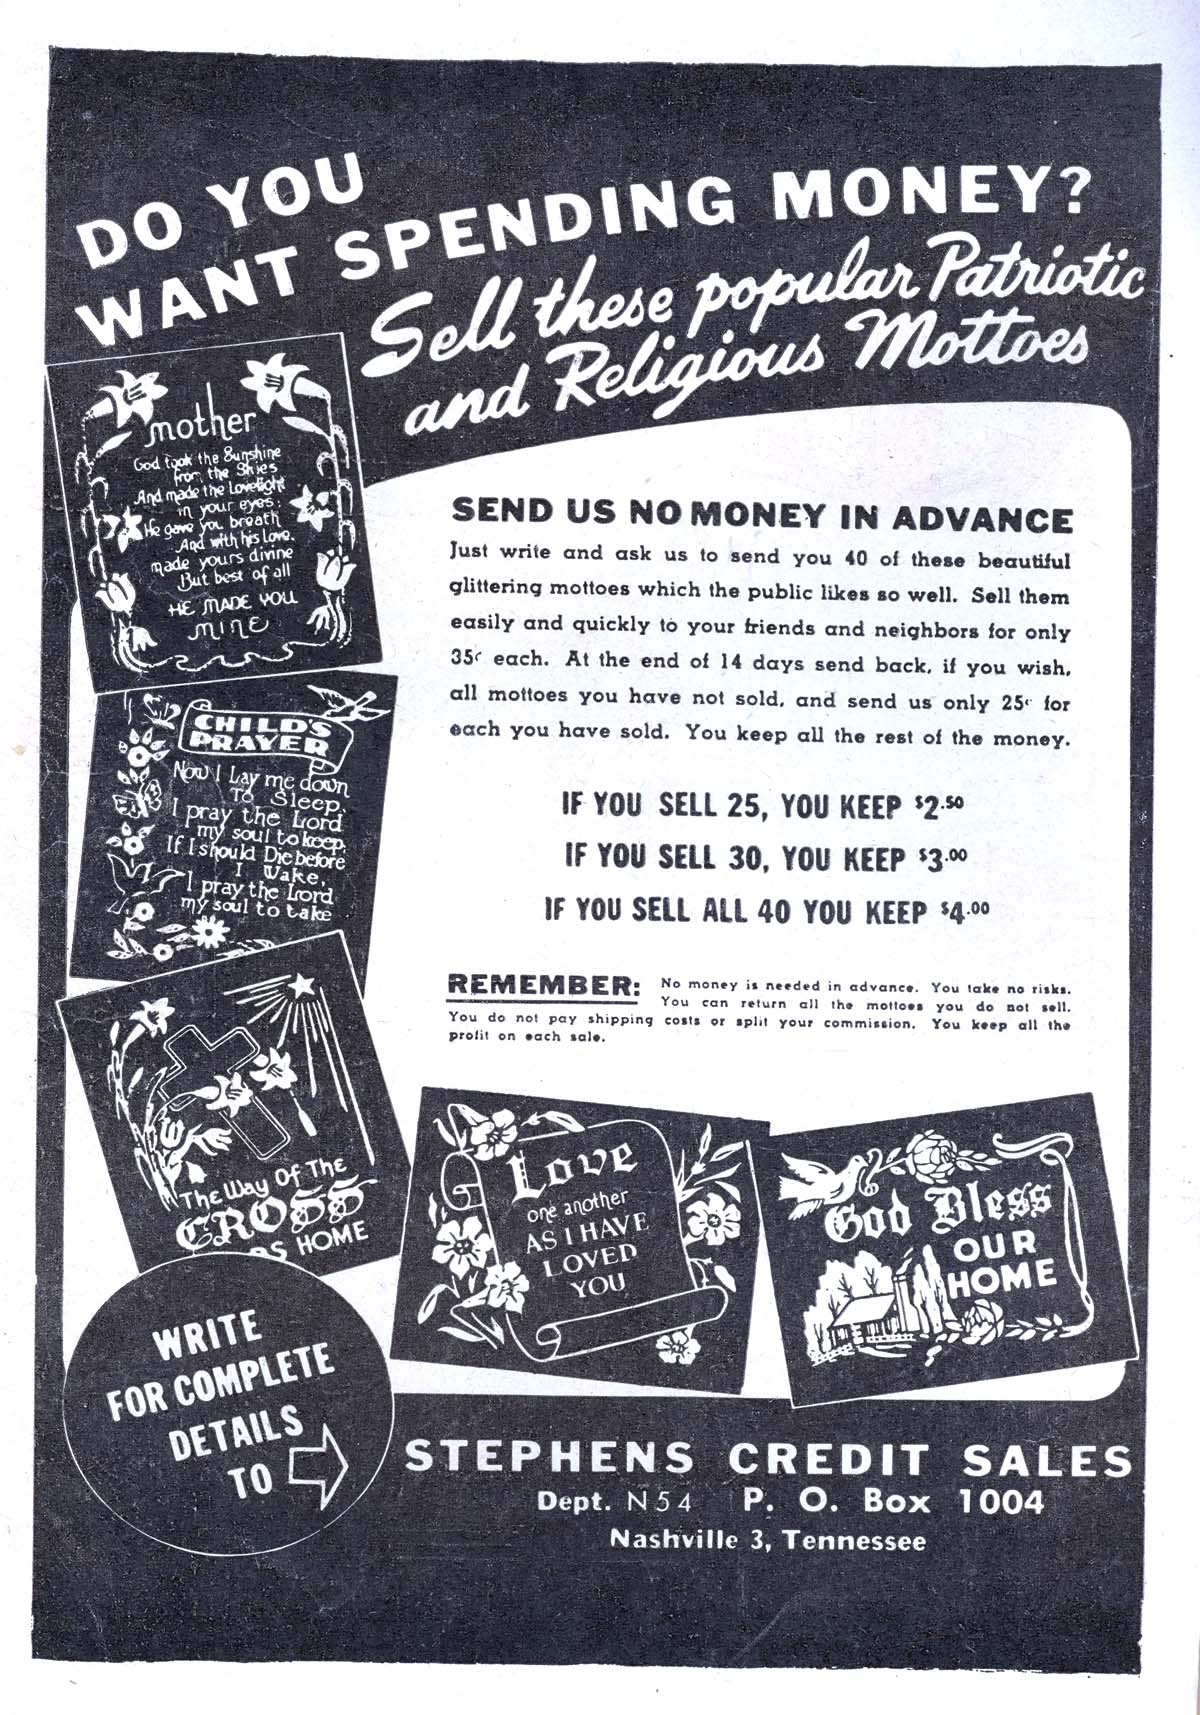 DO YOU
WANT SPENDING MONEY?
Sell these popular Patriotic
and Religious Mottoes
mother
God took the Sunshine
from the Skies
And made the Lovelight
in your eyes;
He gave you breath
And with his Love.
made yours divine
But best of all
HE MADE YOU
MINE
CHILD'S
PRAYER
Now I Lay me down
To Sleep.
I pray the Lord
my soul to keep.
If I should Die before
I Wake,
I pray the Lord
my soul to take
The Way Of The
CROSS
DS HOME
SEND US NO MONEY IN ADVANCE
Just write and ask us to send you 40 of these beautiful
glittering mottoes which the public likes so well. Sell them
easily and quickly to your friends and neighbors for only
35¢ each. At the end of 14 days send back, if you wish,
all mottoes you have not sold, and send us only 25¢ for
each you have sold. You keep all the rest of the money.
IF YOU SELL 25, YOU KEEP $2.50
IF YOU SELL 30, YOU KEEP $3.00
IF YOU SELL ALL 40 YOU KEEP $4.00
REMEMBER: No money is needed in advance. You take no risks.
You can return all the mottoes you do not sell.
You do not pay shipping costs or split your commission. You keep all the
profit on each sale.
Love
one another
AS I HAVE
LOVED
YOU
God Bless
OUR
HOME
WRITE
FOR COMPLETE
DETAILS
TO
STEPHENS CREDIT SALES
Dept. N54 P. O. Box 1004
Nashville 3, Tennessee